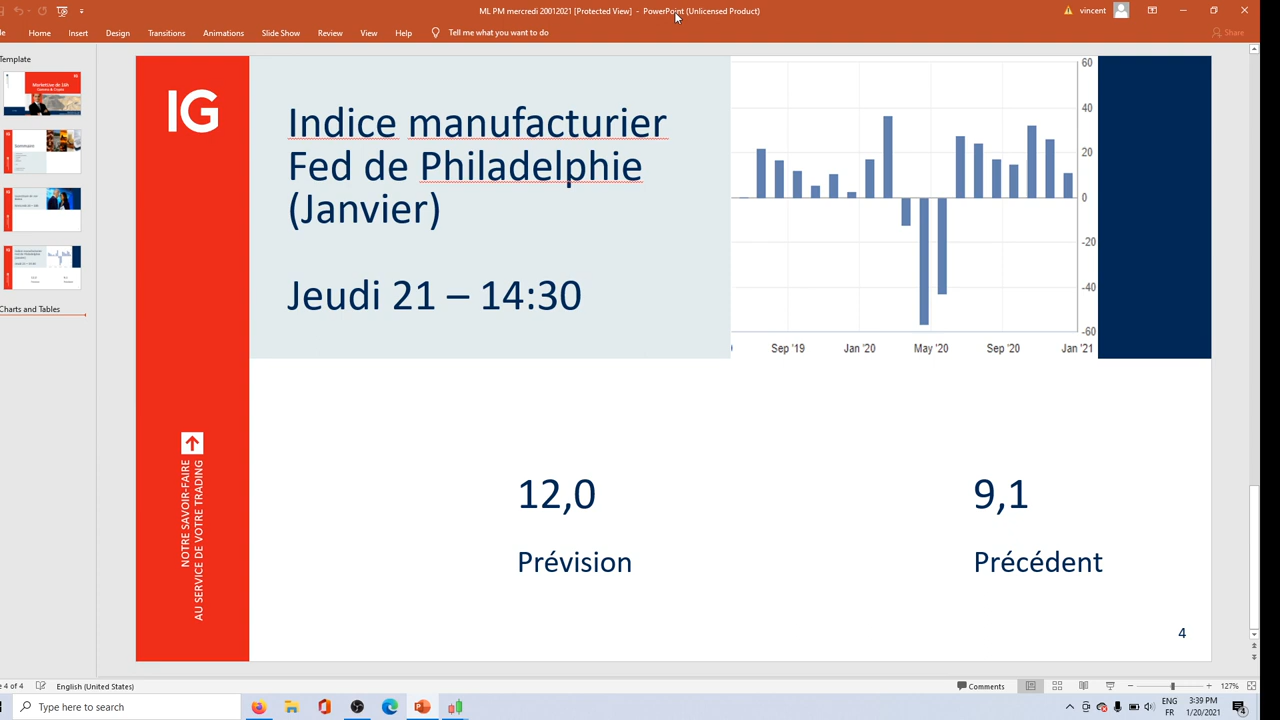 ML PM mercredi 20012021 [Protected View] - PowerPoint (Unlicensed Product)
vincent
Home Insert Design Transitions Animations Slide Show Review View Help Tell me what you want to do
Share
Template
Charts and Tables
IG
Indice manufacturier
Fed de Philadelphie
(Janvier)
Jeudi 21 – 14:30
60
40
20
0
-20
-40
-60
Sep '19 Jan '20 May '20 Sep '20 Jan '21
NOTRE SAVOIR-FAIRE
AU SERVICE DE VOTRE TRADING
12,0
Prévision
9,1
Précédent
4
e 4 of 4 English (United States) Comments 127%
Type here to search
ENG
FR
3:39 PM
1/20/2021
4